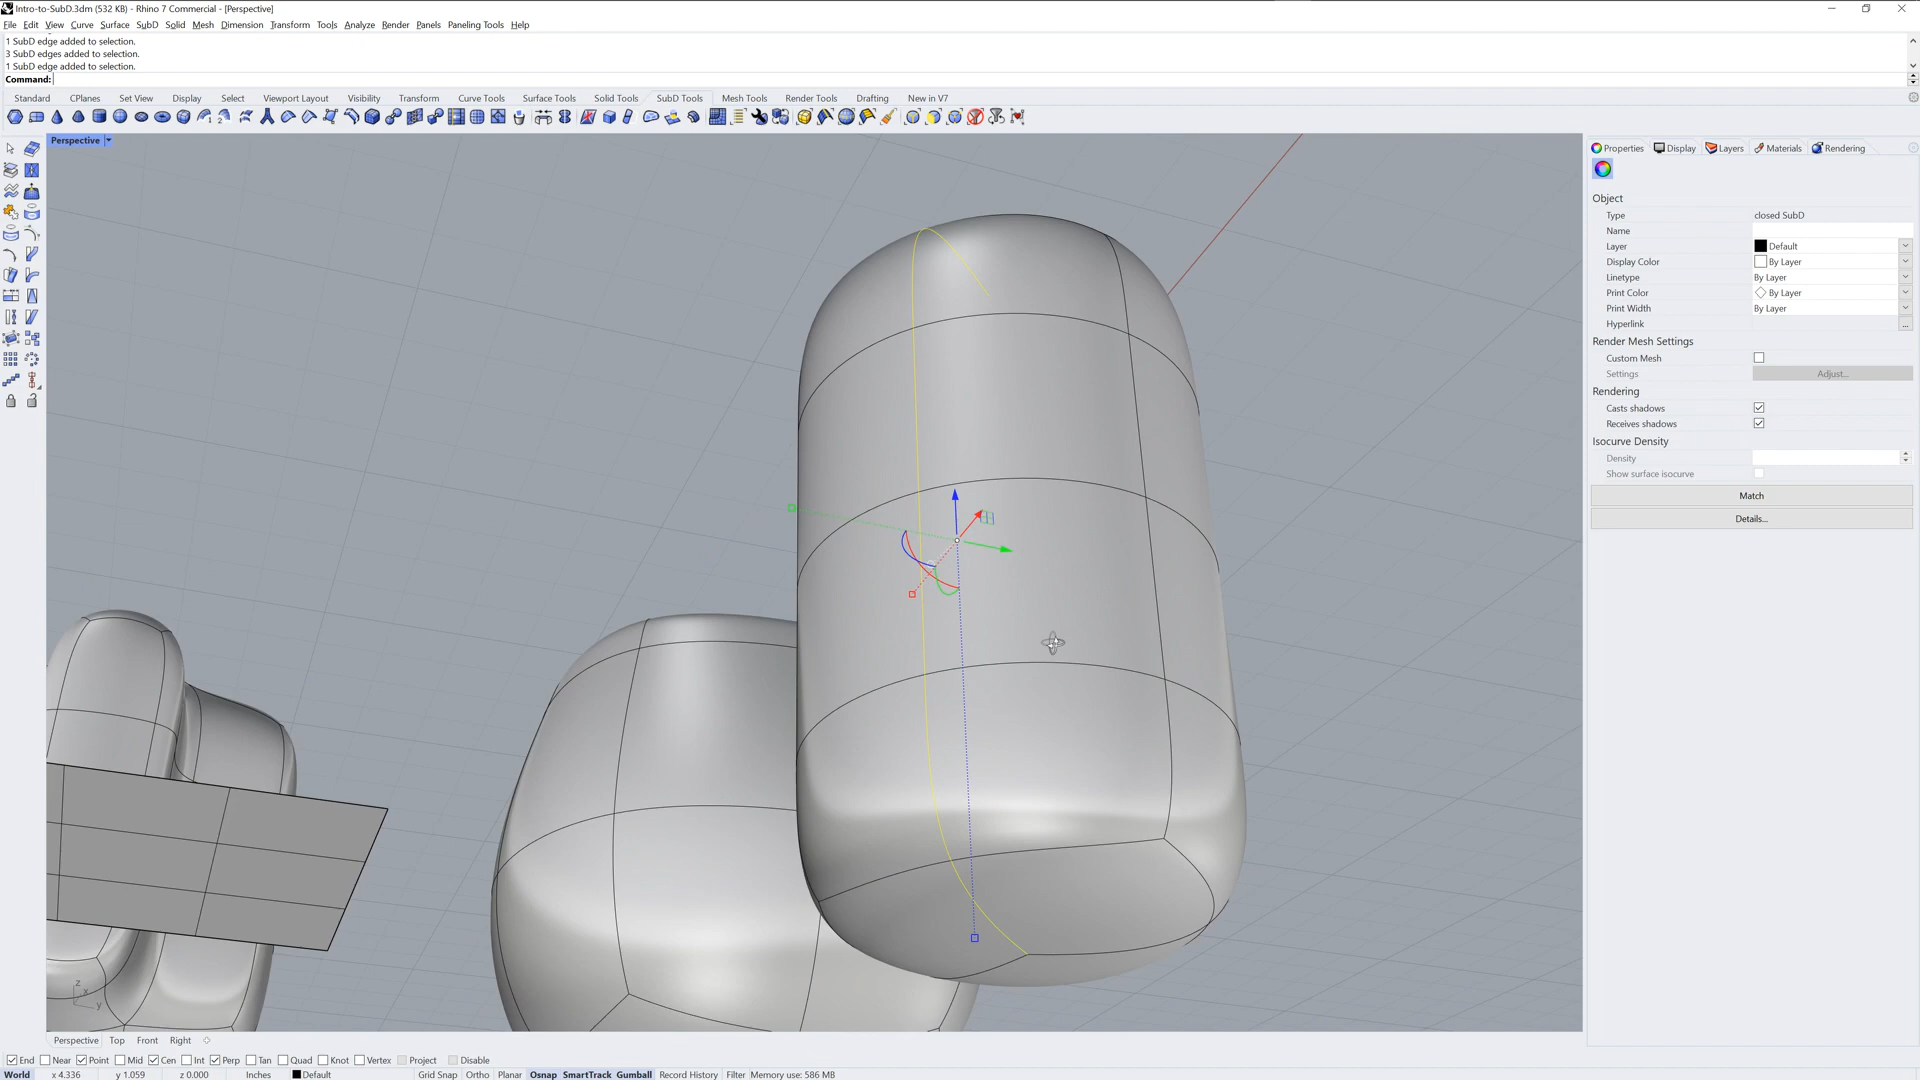 Intro-to-SubD.3dm (532 KB) - Rhino 7 Commercial - [Perspective]
File Edit View Curve Surface SubD Solid Mesh Dimension Transform Tools Analyze Render Panels Paneling Tools Help
1 SubD edge added to selection.
3 SubD edges added to selection.
1 SubD edge added to selection.
Command:
Standard CPlanes Set View Display Select Viewport Layout Visibility Transform Curve Tools Surface Tools Solid Tools SubD Tools Mesh Tools Render Tools Drafting New in V7
Perspective
Properties Display Layers Materials Rendering
Object
Type closed SubD
Name
Layer Default
Display Color By Layer
Linetype By Layer
Print Color By Layer
Print Width By Layer
Hyperlink ...
Render Mesh Settings
Custom Mesh
Settings Adjust...
Rendering
Casts shadows
Receives shadows
Isocurve Density
Density
Show surface isocurve
Match
Details...
z
x
y
Perspective Top Front Right
End Near Point Mid Cen Int Perp Tan Quad Knot Vertex Project Disable
World x 4.336 y 1.059 z 0.000 Inches Default Grid Snap Ortho Planar Osnap SmartTrack Gumball Record History Filter Memory use: 586 MB